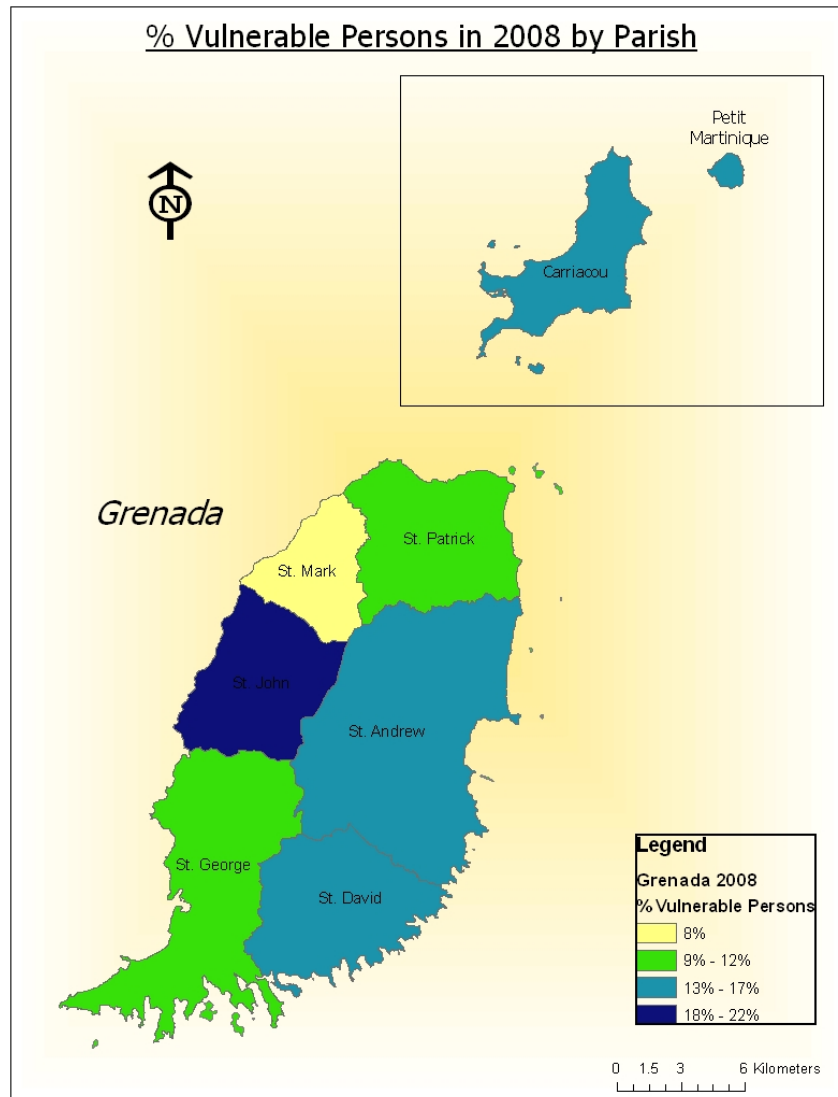 % Vulnerable Persons in 2008 by Parish
N
Petit
Martinique
Carriacou
Grenada
St. Patrick
St. Mark
St. John
St. Andrew
St. George
St. David
Legend
Grenada 2008
% Vulnerable Persons
8%
9% - 12%
13% - 17%
18% - 22%
0 1.5 3 6 Kilometers